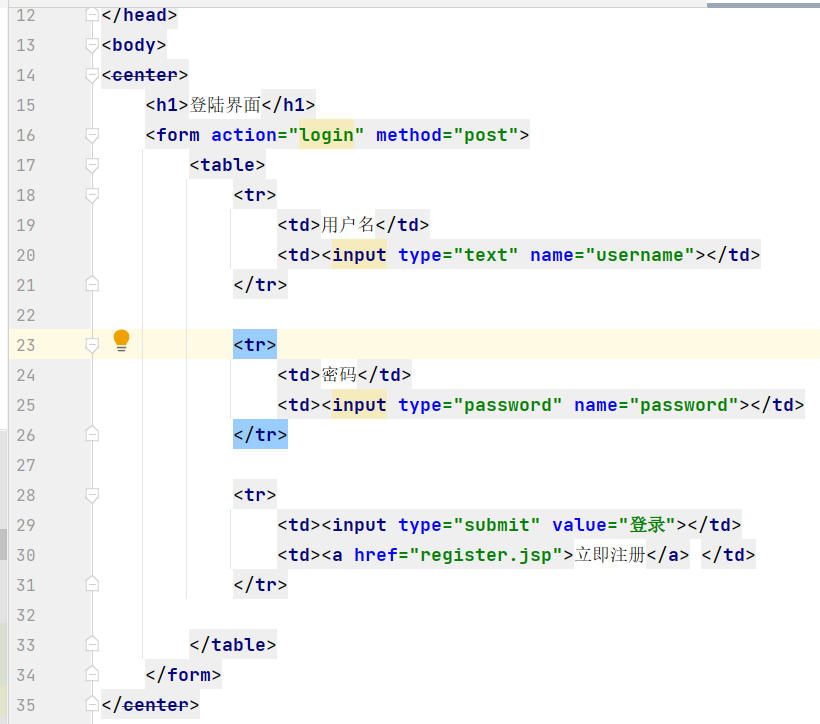 12 </head>
13 <body>
14 <center>
15 <h1>登陆界面</h1>
16 <form action="login" method="post">
17 <table>
18 <tr>
19 <td>用户名</td>
20 <td><input type="text" name="username"></td>
21 </tr>
22
23 <tr>
24 <td>密码</td>
25 <td><input type="password" name="password"></td>
26 </tr>
27
28 <tr>
29 <td><input type="submit" value="登录"></td>
30 <td><a href="register.jsp">立即注册</a> </td>
31 </tr>
32
33 </table>
34 </form>
35 </center>